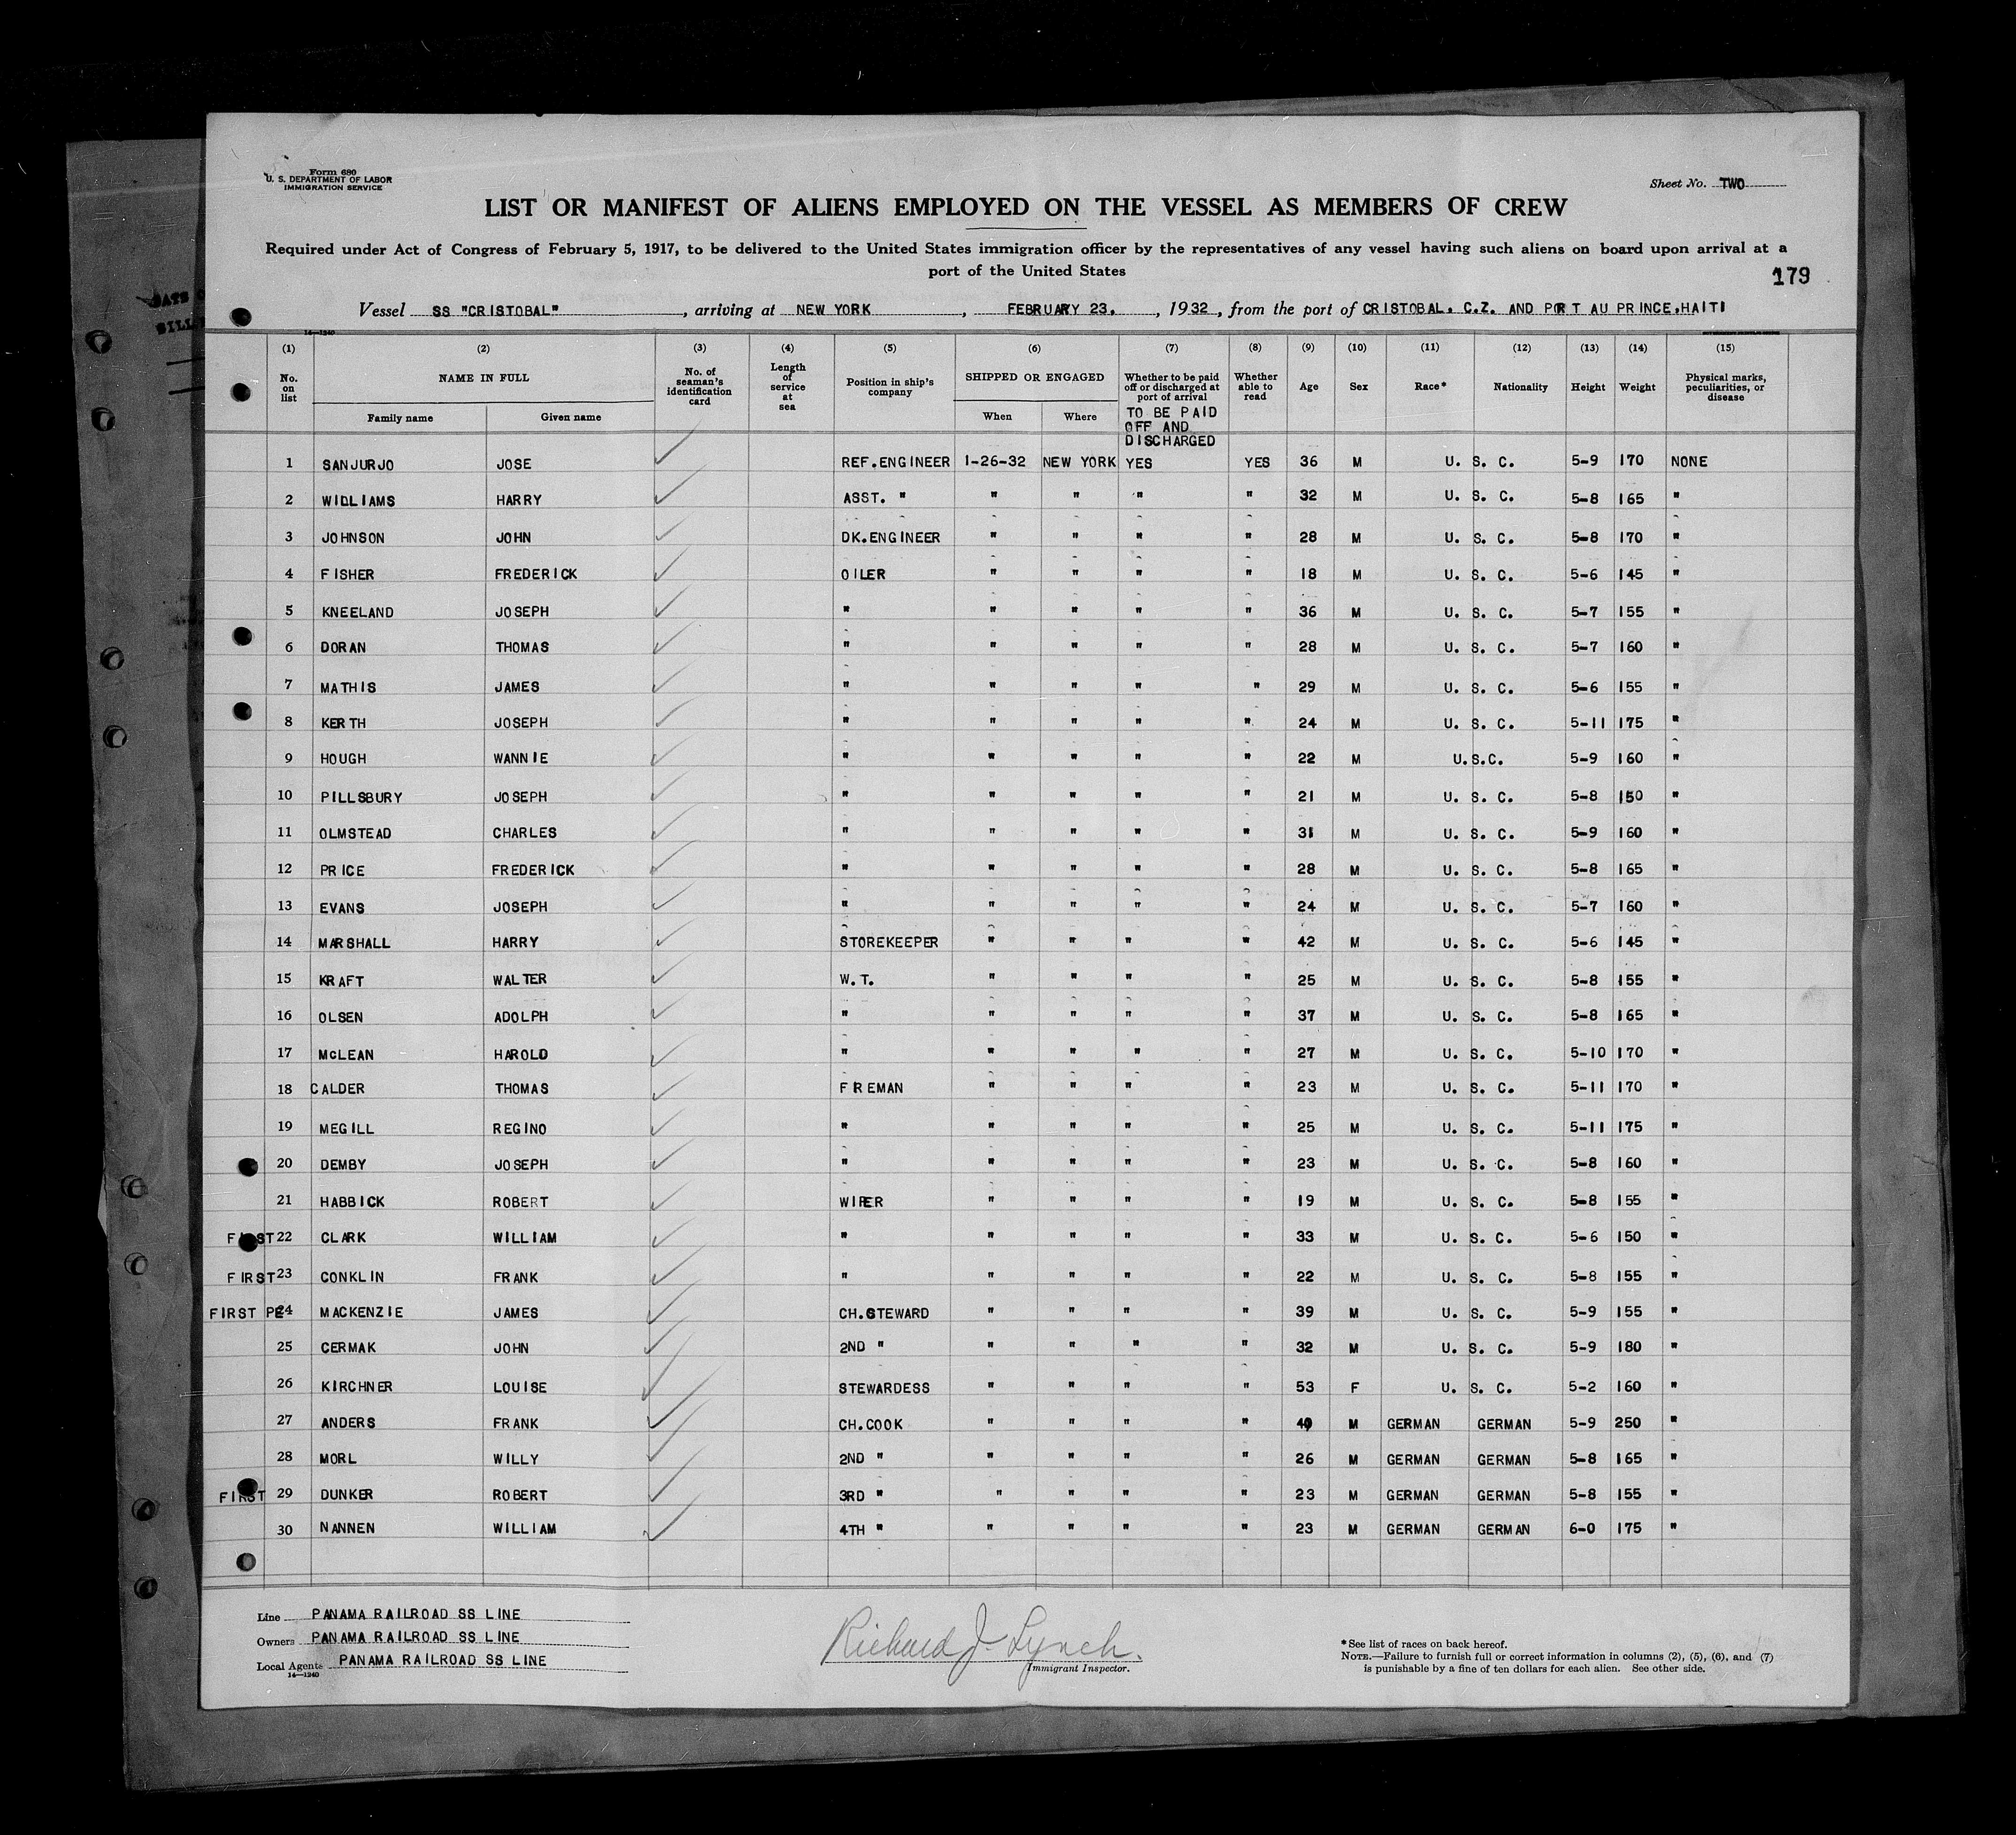 Form 680
U. S. DEPARTMENT OF LABOR
IMMIGRATION SERVICE
Sheet No. TWO
LIST OR MANIFEST OF ALIENS EMPLOYED ON THE VESSEL AS MEMBERS OF CREW
Required under Act of Congress of February 5, 1917, to be delivered to the United States immigration officer by the representatives of any vessel having such aliens on board upon arrival at a
port of the United States
179
Vessel SS "CRISTOBAL", arriving at NEW YORK, FEBRUARY 23., 1932, from the port of CRISTOBAL. C.Z. AND PORT AU PRINCE,HAITI
14—1240
(1) (2) (3) (4) (5) (6) (7) (8) (9) (10) (11) (12) (13) (14) (15)
No. on list NAME IN FULL Family name Given name No. of seaman's identification card Length of service at sea Position in ship's company SHIPPED OR ENGAGED When Where Whether to be paid off or discharged at port of arrival Whether able to read Age Sex Race* Nationality Height Weight Physical marks, peculiarities, or disease
TO BE PAID
OFF AND
DISCHARGED
1 SANJURJO JOSE REF.ENGINEER 1-26-32 NEW YORK YES YES 36 M U. S. C. 5-9 170 NONE
2 WILLIAMS HARRY ASST. " " " " " 32 M U. S. C. 5-8 165 "
3 JOHNSON JOHN DK.ENGINEER " " " " 28 M U. S. C. 5-8 170 "
4 FISHER FREDERICK OILER " " " " 18 M U. S. C. 5-6 145 "
5 KNEELAND JOSEPH " " " " " 36 M U. S. C. 5-7 155 "
6 DORAN THOMAS " " " " " 28 M U. S. C. 5-7 160 "
7 MATHIS JAMES " " " " " 29 M U. S. C. 5-6 155 "
8 KERTH JOSEPH " " " " " 24 M U. S. C. 5-11 175 "
9 HOUGH WANNIE " " " " " 22 M U.S.C. 5-9 160 "
10 PILLSBURY JOSEPH " " " " " 21 M U. S. C. 5-8 150 "
11 OLMSTEAD CHARLES " " " " " 31 M U. S. C. 5-9 160 "
12 PRICE FREDERICK " " " " " 28 M U. S. C. 5-8 165 "
13 EVANS JOSEPH " " " " " 24 M U. S. C. 5-7 160 "
14 MARSHALL HARRY STOREKEEPER " " " " 42 M U. S. C. 5-6 145 "
15 KRAFT WALTER W.T. " " " " 25 M U. S. C. 5-8 155 "
16 OLSEN ADOLPH " " " " " 37 M U. S. C. 5-8 165 "
17 McLEAN HAROLD " " " " " 27 M U. S. C. 5-10 170 "
18 CALDER THOMAS FIREMAN " " " " 23 M U. S. C. 5-11 170 "
19 MEGILL REGINO " " " " " 25 M U. S. C. 5-11 175 "
20 DEMBY JOSEPH " " " " " 23 M U. S. C. 5-8 160 "
21 HABBICK ROBERT WIPER " " " " 19 M U. S. C. 5-8 155 "
FIRST 22 CLARK WILLIAM " " " " " 33 M U. S. C. 5-6 150 "
FIRST 23 CONKLIN FRANK " " " " " 22 M U. S. C. 5-8 155 "
FIRST PE 24 MACKENZIE JAMES CH.STEWARD " " " " 39 M U. S. C. 5-9 155 "
25 CERMAK JOHN 2ND " " " " " 32 M U. S. C. 5-9 180 "
26 KIRCHNER LOUISE STEWARDESS " " " " 53 F U. S. C. 5-2 160 "
27 ANDERS FRANK CH.COOK " " " " 40 M GERMAN GERMAN 5-9 250 "
28 MORL WILLY 2ND " " " " " 26 M GERMAN GERMAN 5-8 165 "
FIRST 29 DUNKER ROBERT 3RD " " " " " 23 M GERMAN GERMAN 5-8 155 "
30 NANNEN WILLIAM 4TH " " " " " 23 M GERMAN GERMAN 6-0 175 "
Line PANAMA RAILROAD SS LINE
Owners PANAMA RAILROAD SS LINE
Local Agents PANAMA RAILROAD SS LINE
14—1240
Richard J. Lynch.
Immigrant Inspector.
*See list of races on back hereof.
NOTE.—Failure to furnish full or correct information in columns (2), (5), (6), and (7)
is punishable by a fine of ten dollars for each alien. See other side.